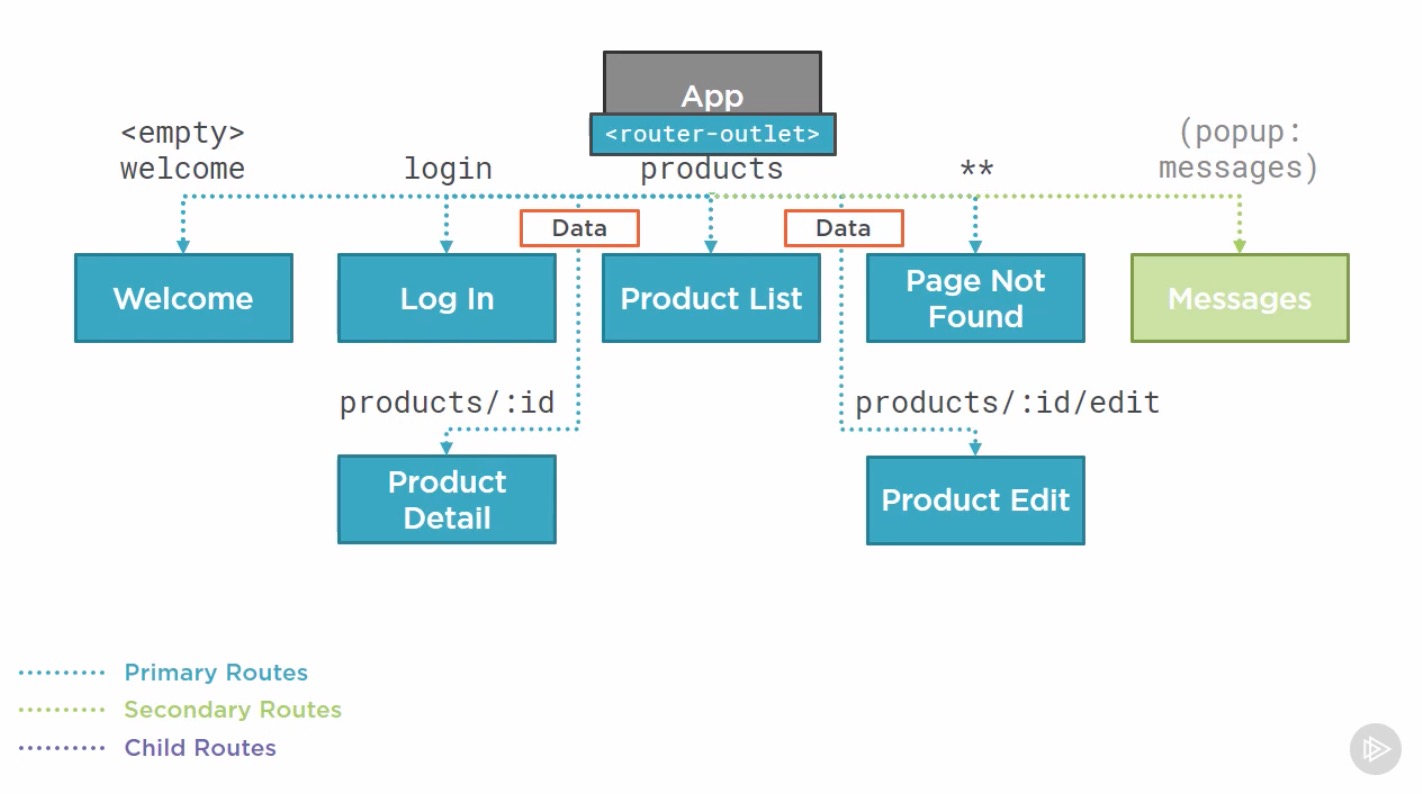 App
<router-outlet>
<empty>
welcome
login
products
**
(popup:
messages)
Data
Data
Welcome
Log In
Product List
Page Not
Found
Messages
products/:id
products/:id/edit
Product
Detail
Product Edit
Primary Routes
Secondary Routes
Child Routes